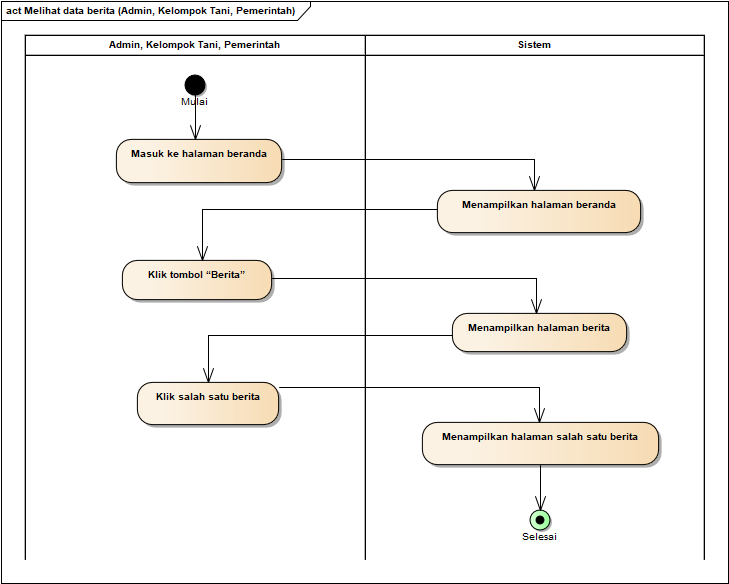 act Melihat data berita (Admin, Kelompok Tani, Pemerintah)
Admin, Kelompok Tani, Pemerintah
Sistem
Mulai
Masuk ke halaman beranda
Menampilkan halaman beranda
Klik tombol “Berita”
Menampilkan halaman berita
Klik salah satu berita
Menampilkan halaman salah satu berita
Selesai